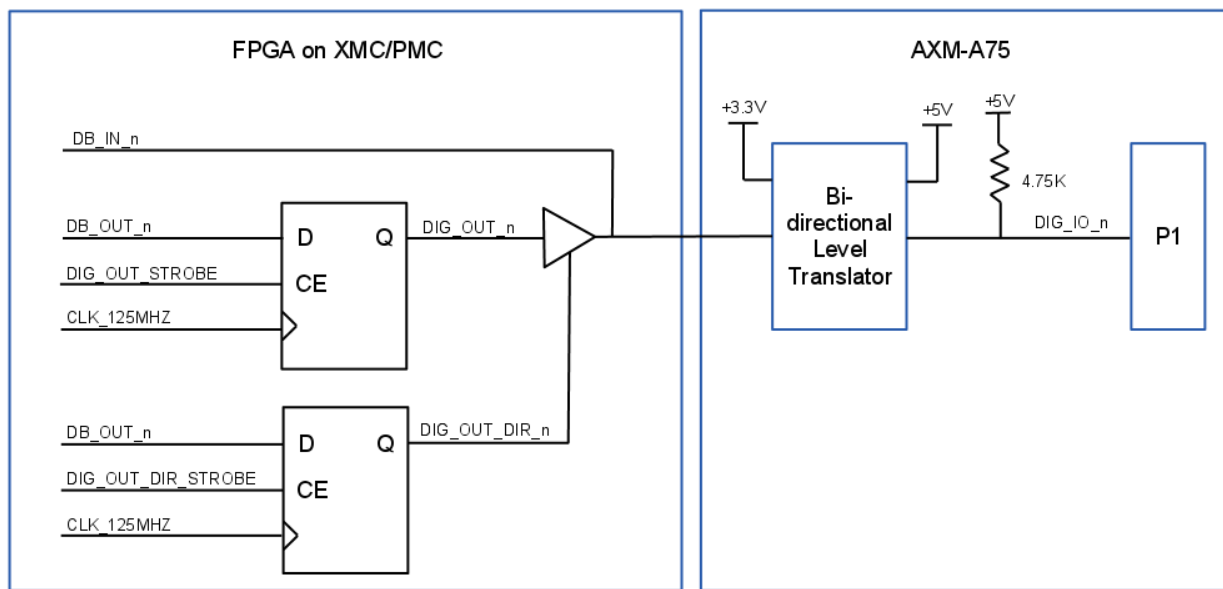 FPGA on XMC/PMC
DB_IN_n
DB_OUT_n
DIG_OUT_STROBE
CLK_125MHZ
D
Q
CE
DIG_OUT_n
DB_OUT_n
DIG_OUT_DIR_STROBE
CLK_125MHZ
D
Q
CE
DIG_OUT_DIR_n
AXM-A75
+3.3V
+5V
+5V
4.75K
Bi-
directional
Level
Translator
DIG_IO_n
P1